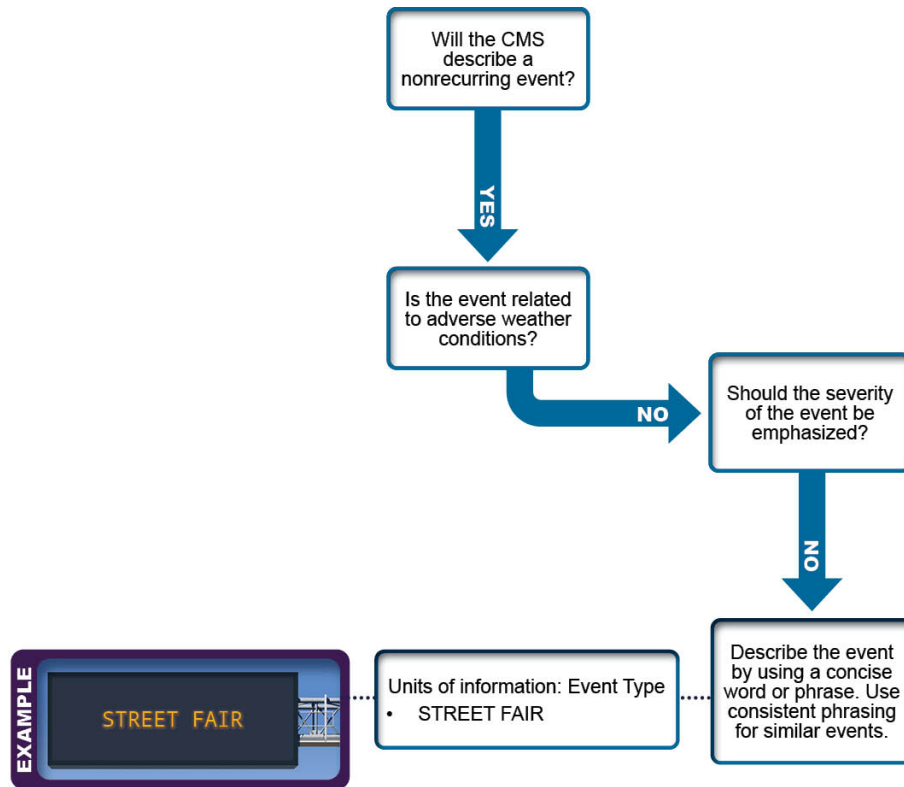 Will the CMS
describe a
nonrecurring event?
YES
Is the event related
to adverse weather
conditions?
NO
Should the severity
of the event be
emphasized?
NO
Describe the event
by using a concise
word or phrase. Use
consistent phrasing
for similar events.
Units of information: Event Type
• STREET FAIR
EXAMPLE
STREET FAIR